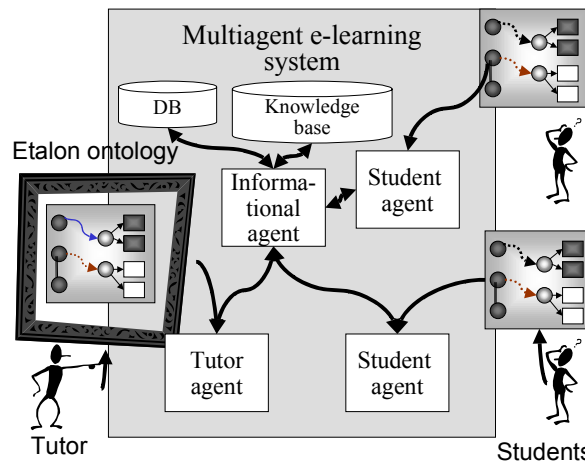 Multiagent e-learning
system
DB
Knowledge
base
Etalon ontology
Informa-
tional
agent
Student
agent
Tutor
agent
Student
agent
Tutor
Students